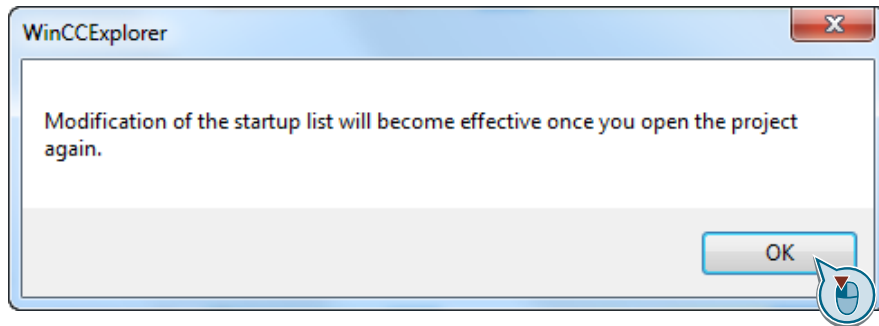 WinCCExplorer
Modification of the startup list will become effective once you open the project
again.
OK